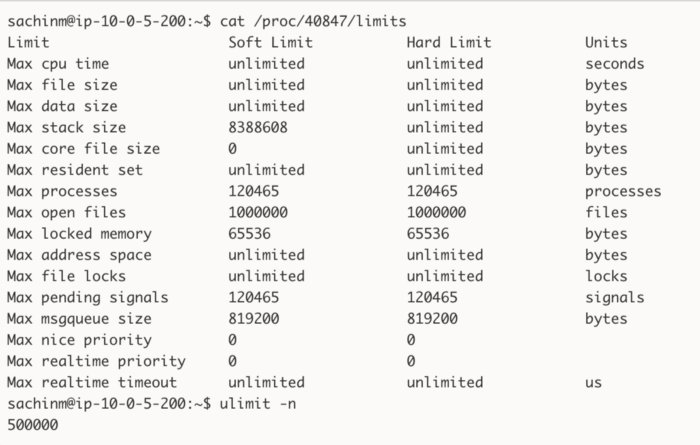 sachinm@ip-10-0-5-200:~$ cat /proc/40847/limits
Limit                     Soft Limit           Hard Limit           Units
Max cpu time              unlimited            unlimited            seconds
Max file size             unlimited            unlimited            bytes
Max data size             unlimited            unlimited            bytes
Max stack size            8388608              unlimited            bytes
Max core file size        0                    unlimited            bytes
Max resident set          unlimited            unlimited            bytes
Max processes             120465               120465               processes
Max open files            1000000              1000000              files
Max locked memory         65536                65536                bytes
Max address space         unlimited            unlimited            bytes
Max file locks            unlimited            unlimited            locks
Max pending signals       120465               120465               signals
Max msgqueue size         819200               819200               bytes
Max nice priority         0                    0
Max realtime priority     0                    0
Max realtime timeout      unlimited            unlimited            us
sachinm@ip-10-0-5-200:~$ ulimit -n
500000